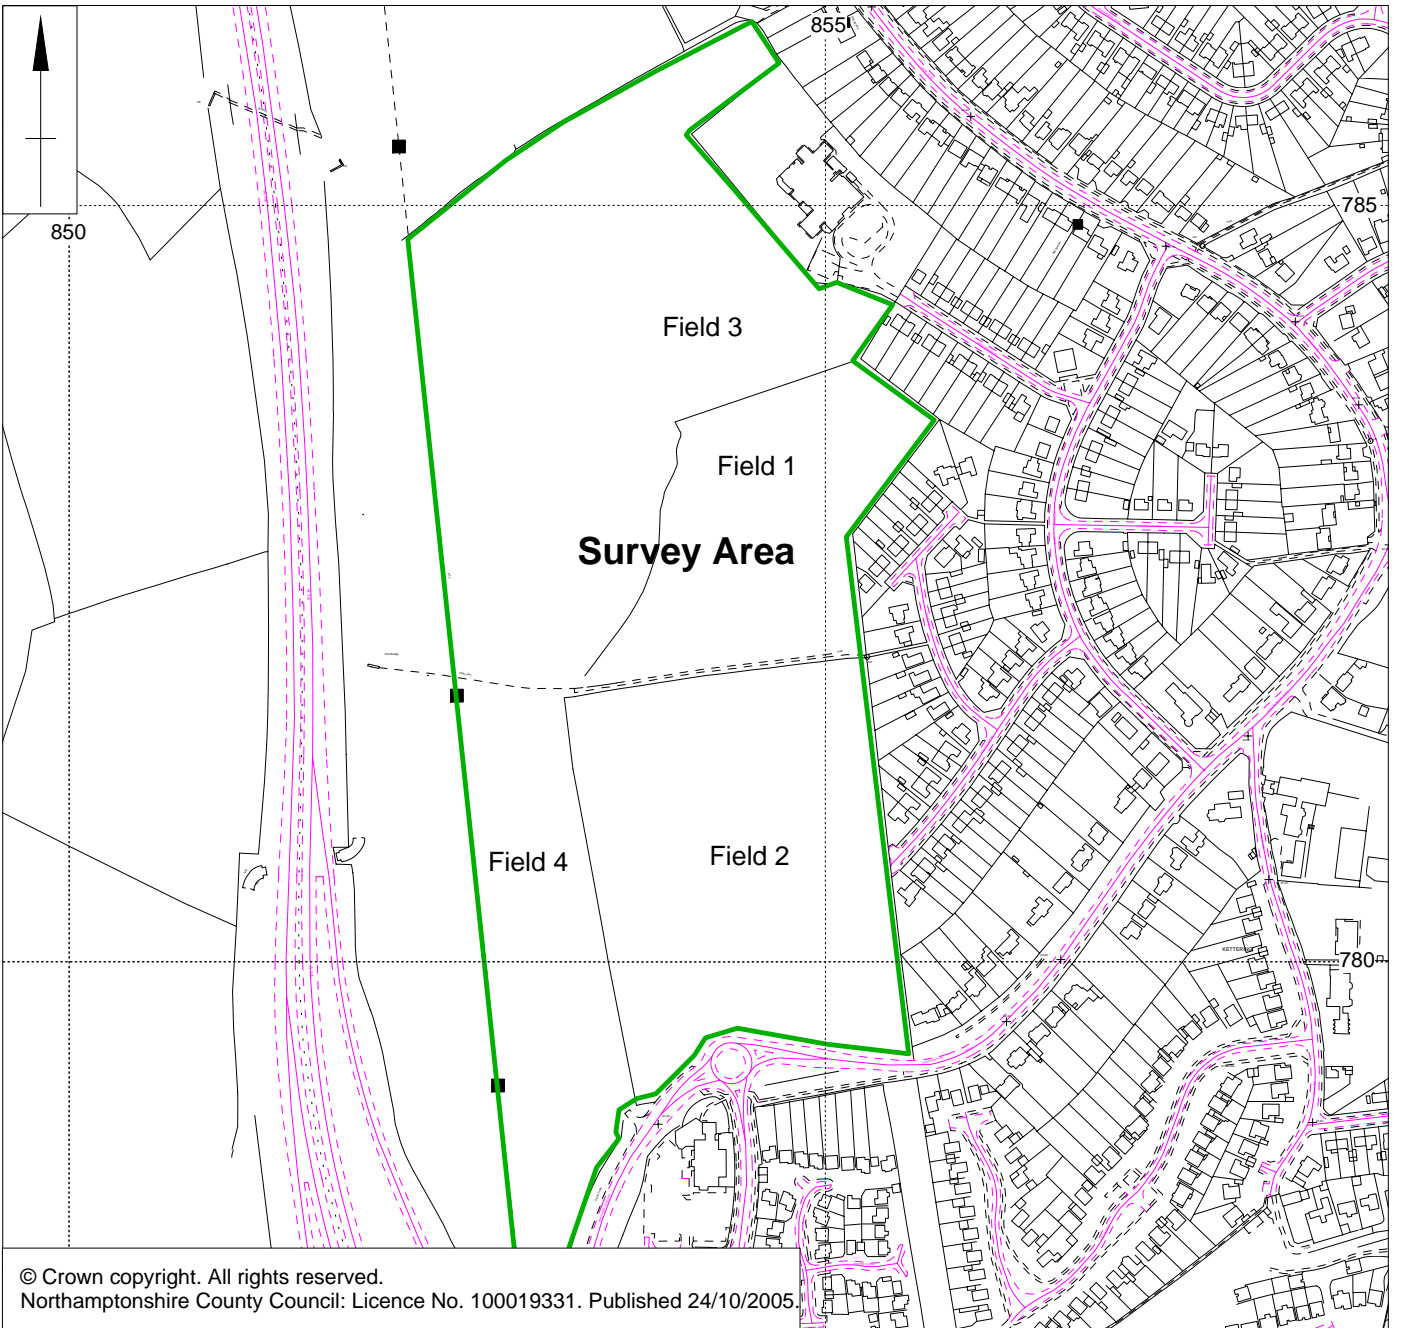 855
785
850
Field 3
Field 1
Survey Area
Field 4
Field 2
KETTERING
780
© Crown copyright. All rights reserved.
Northamptonshire County Council: Licence No. 100019331. Published 24/10/2005.